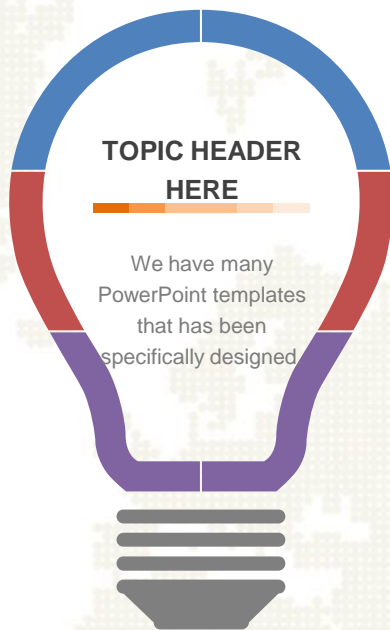 TOPIC HEADER
HERE
We have many
PowerPoint templates
that has been
specifically designed